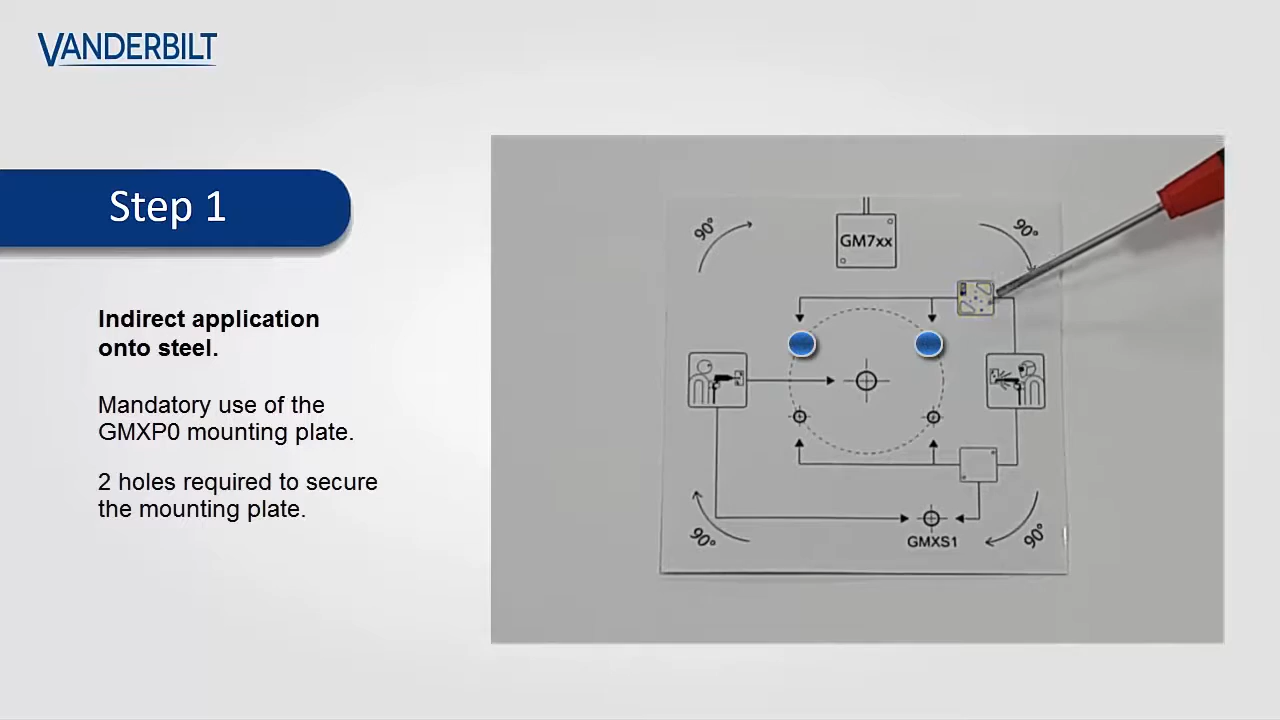 VANDERBILT
Step 1
Indirect application
onto steel.
Mandatory use of the
GMXP0 mounting plate.
2 holes required to secure
the mounting plate.
90°
GM7xx
90°
90°
GMXS1
90°